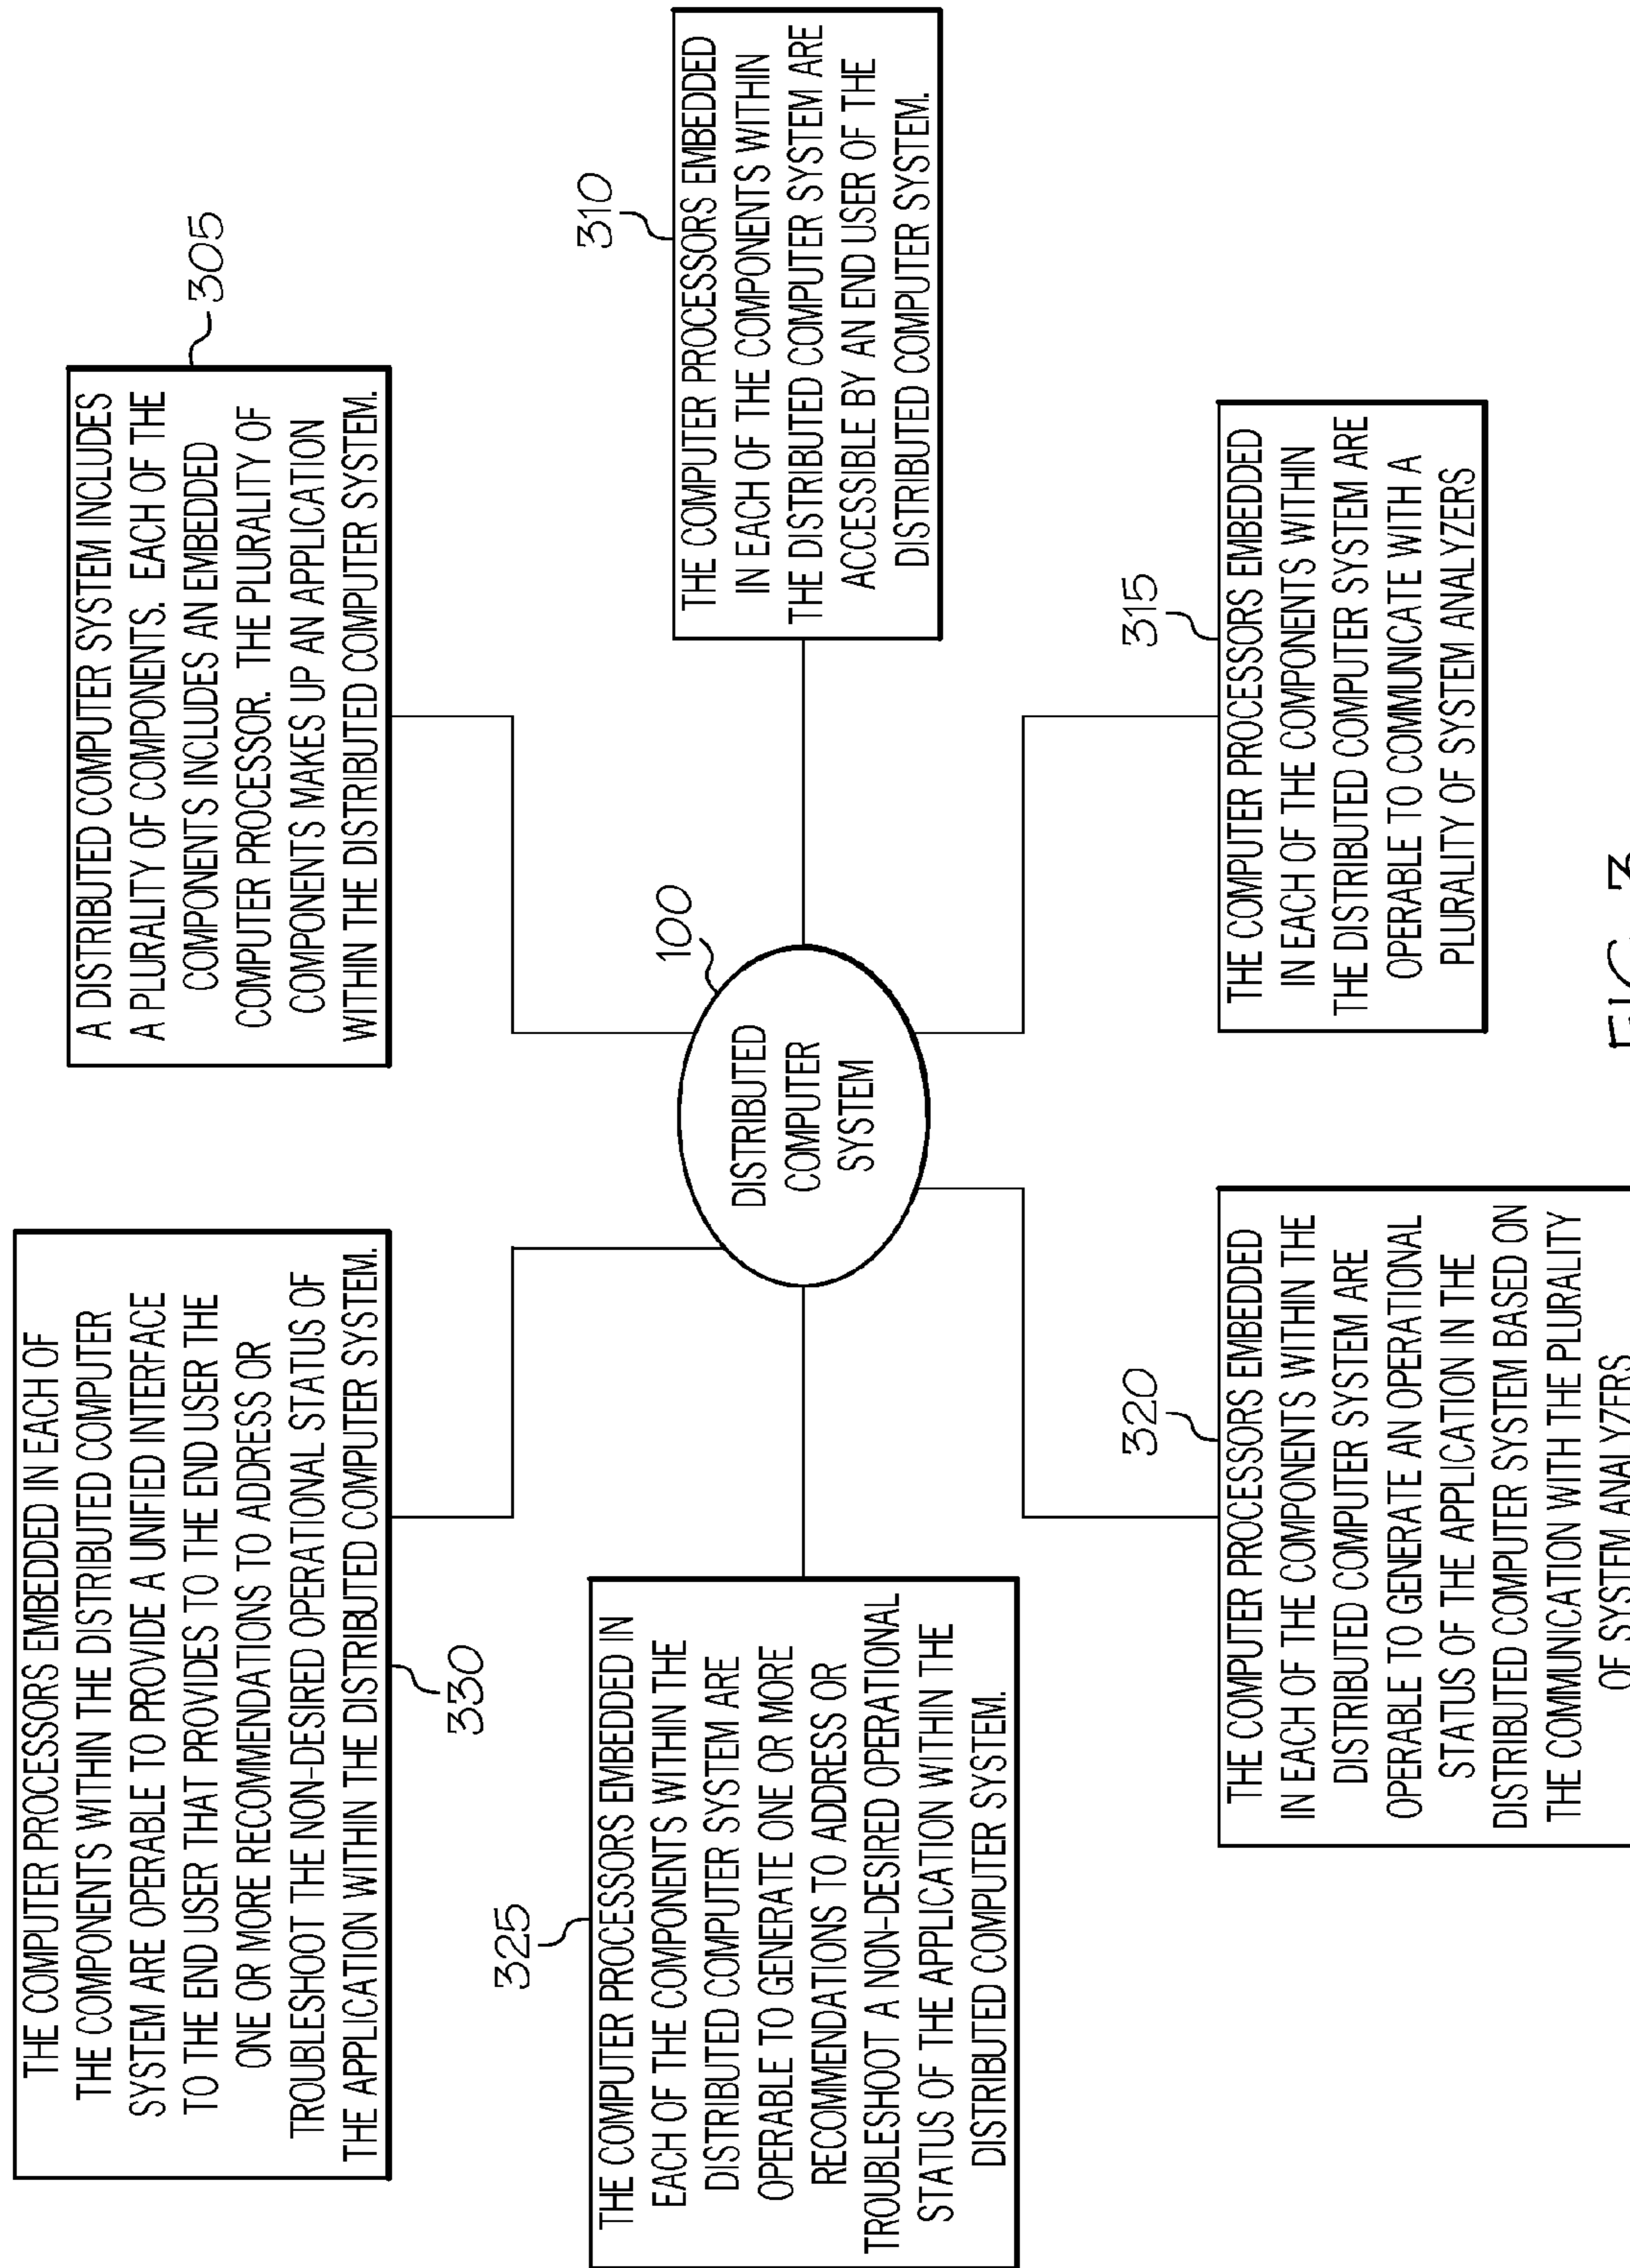 THE COMPUTER PROCESSORS EMBEDDED IN EACH OF
THE COMPONENTS WITHIN THE DISTRIBUTED COMPUTER
SYSTEM ARE OPERABLE TO PROVIDE A UNIFIED INTERFACE
TO THE END USER THAT PROVIDES TO THE END USER THE
ONE OR MORE RECOMMENDATIONS TO ADDRESS OR
TROUBLESHOOT THE NON-DESIRED OPERATIONAL STATUS OF
THE APPLICATION WITHIN THE DISTRIBUTED COMPUTER SYSTEM.
330
A DISTRIBUTED COMPUTER SYSTEM INCLUDES
A PLURALITY OF COMPONENTS. EACH OF THE
COMPONENTS INCLUDES AN EMBEDDED
COMPUTER PROCESSOR. THE PLURALITY OF
COMPONENTS MAKES UP AN APPLICATION
WITHIN THE DISTRIBUTED COMPUTER SYSTEM.
305
325
THE COMPUTER PROCESSORS EMBEDDED IN
EACH OF THE COMPONENTS WITHIN THE
DISTRIBUTED COMPUTER SYSTEM ARE
OPERABLE TO GENERATE ONE OR MORE
RECOMMENDATIONS TO ADDRESS OR
TROUBLESHOOT A NON-DESIRED OPERATIONAL
STATUS OF THE APPLICATION WITHIN THE
DISTRIBUTED COMPUTER SYSTEM.
100
DISTRIBUTED
COMPUTER
SYSTEM
310
THE COMPUTER PROCESSORS EMBEDDED
IN EACH OF THE COMPONENTS WITHIN
THE DISTRIBUTED COMPUTER SYSTEM ARE
ACCESSIBLE BY AN END USER OF THE
DISTRIBUTED COMPUTER SYSTEM.
320
THE COMPUTER PROCESSORS EMBEDDED
IN EACH OF THE COMPONENTS WITHIN THE
DISTRIBUTED COMPUTER SYSTEM ARE
OPERABLE TO GENERATE AN OPERATIONAL
STATUS OF THE APPLICATION IN THE
DISTRIBUTED COMPUTER SYSTEM BASED ON
THE COMMUNICATION WITH THE PLURALITY
OF SYSTEM ANALYZERS
315
THE COMPUTER PROCESSORS EMBEDDED
IN EACH OF THE COMPONENTS WITHIN
THE DISTRIBUTED COMPUTER SYSTEM ARE
OPERABLE TO COMMUNICATE WITH A
PLURALITY OF SYSTEM ANALYZERS
FIG. 3